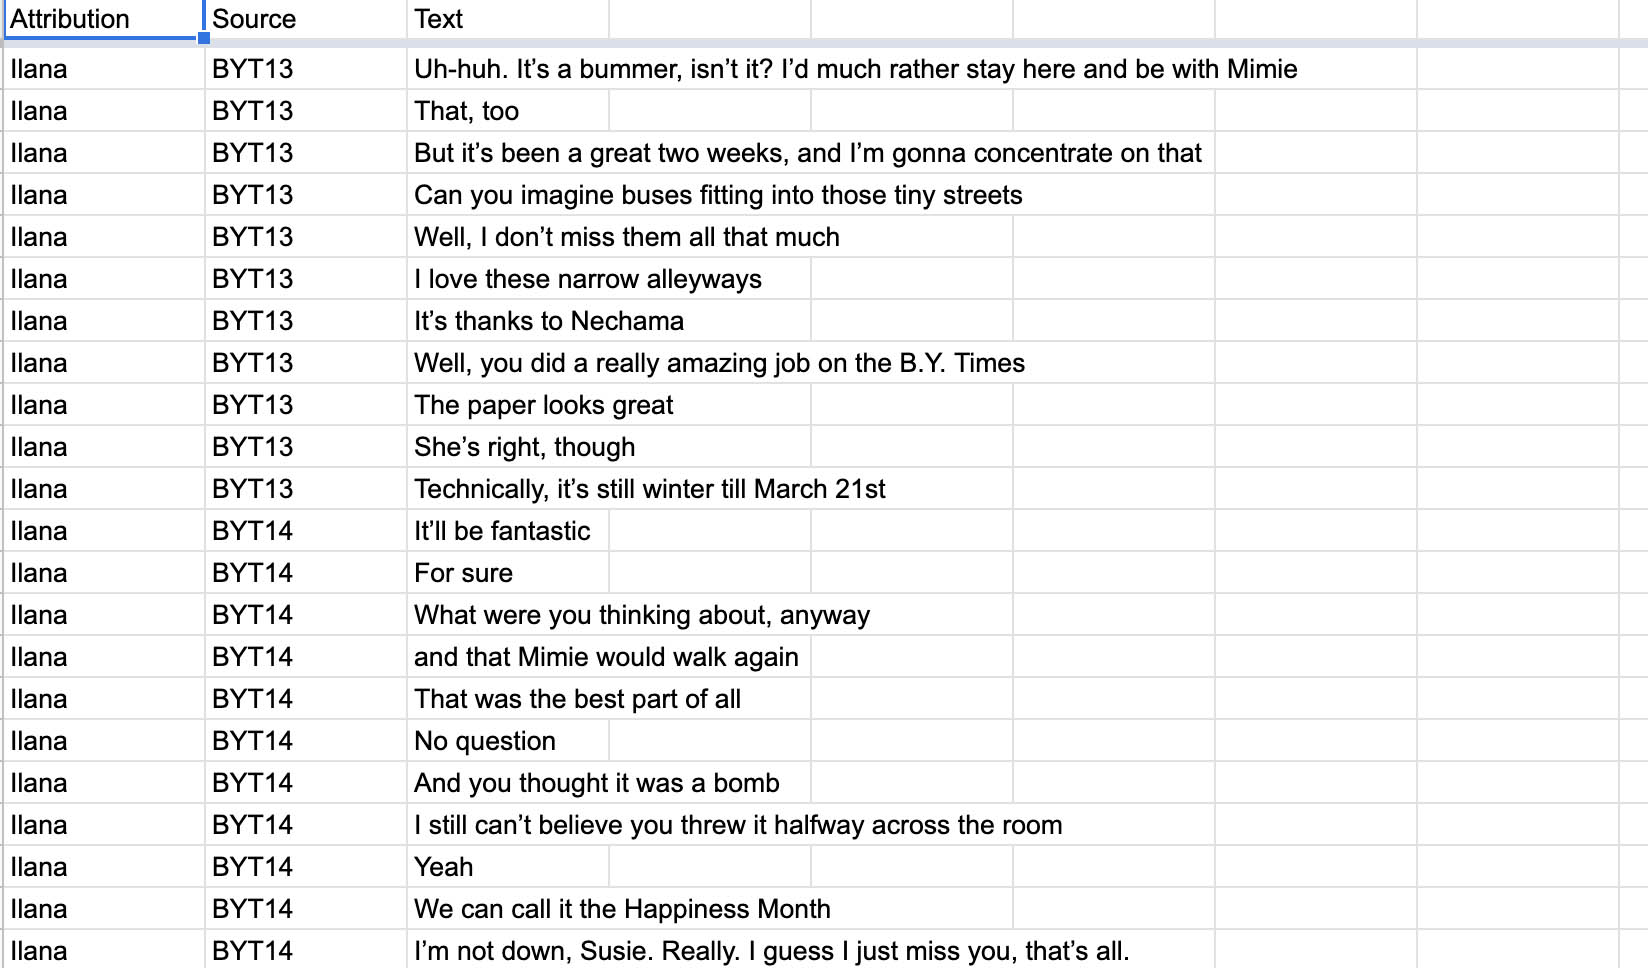 Attribution Source Text
Ilana BYT13 Uh-huh. It’s a bummer, isn’t it? I’d much rather stay here and be with Mimie
Ilana BYT13 That, too
Ilana BYT13 But it’s been a great two weeks, and I’m gonna concentrate on that
Ilana BYT13 Can you imagine buses fitting into those tiny streets
Ilana BYT13 Well, I don’t miss them all that much
Ilana BYT13 I love these narrow alleyways
Ilana BYT13 It’s thanks to Nechama
Ilana BYT13 Well, you did a really amazing job on the B.Y. Times
Ilana BYT13 The paper looks great
Ilana BYT13 She’s right, though
Ilana BYT13 Technically, it’s still winter till March 21st
Ilana BYT14 It’ll be fantastic
Ilana BYT14 For sure
Ilana BYT14 What were you thinking about, anyway
Ilana BYT14 and that Mimie would walk again
Ilana BYT14 That was the best part of all
Ilana BYT14 No question
Ilana BYT14 And you thought it was a bomb
Ilana BYT14 I still can’t believe you threw it halfway across the room
Ilana BYT14 Yeah
Ilana BYT14 We can call it the Happiness Month
Ilana BYT14 I’m not down, Susie. Really. I guess I just miss you, that’s all.